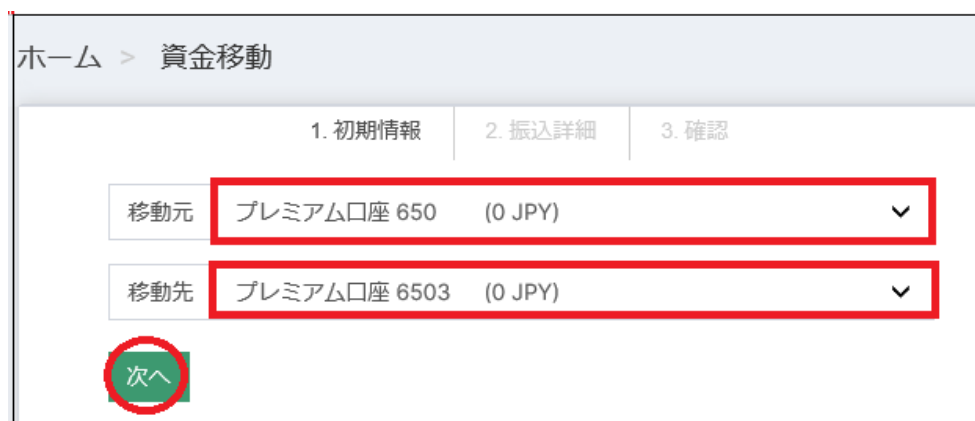 ホーム > 資金移動
1. 初期情報 2. 振込詳細 3. 確認
移動元 プレミアム口座 650 (0 JPY)
移動先 プレミアム口座 6503 (0 JPY)
次へ